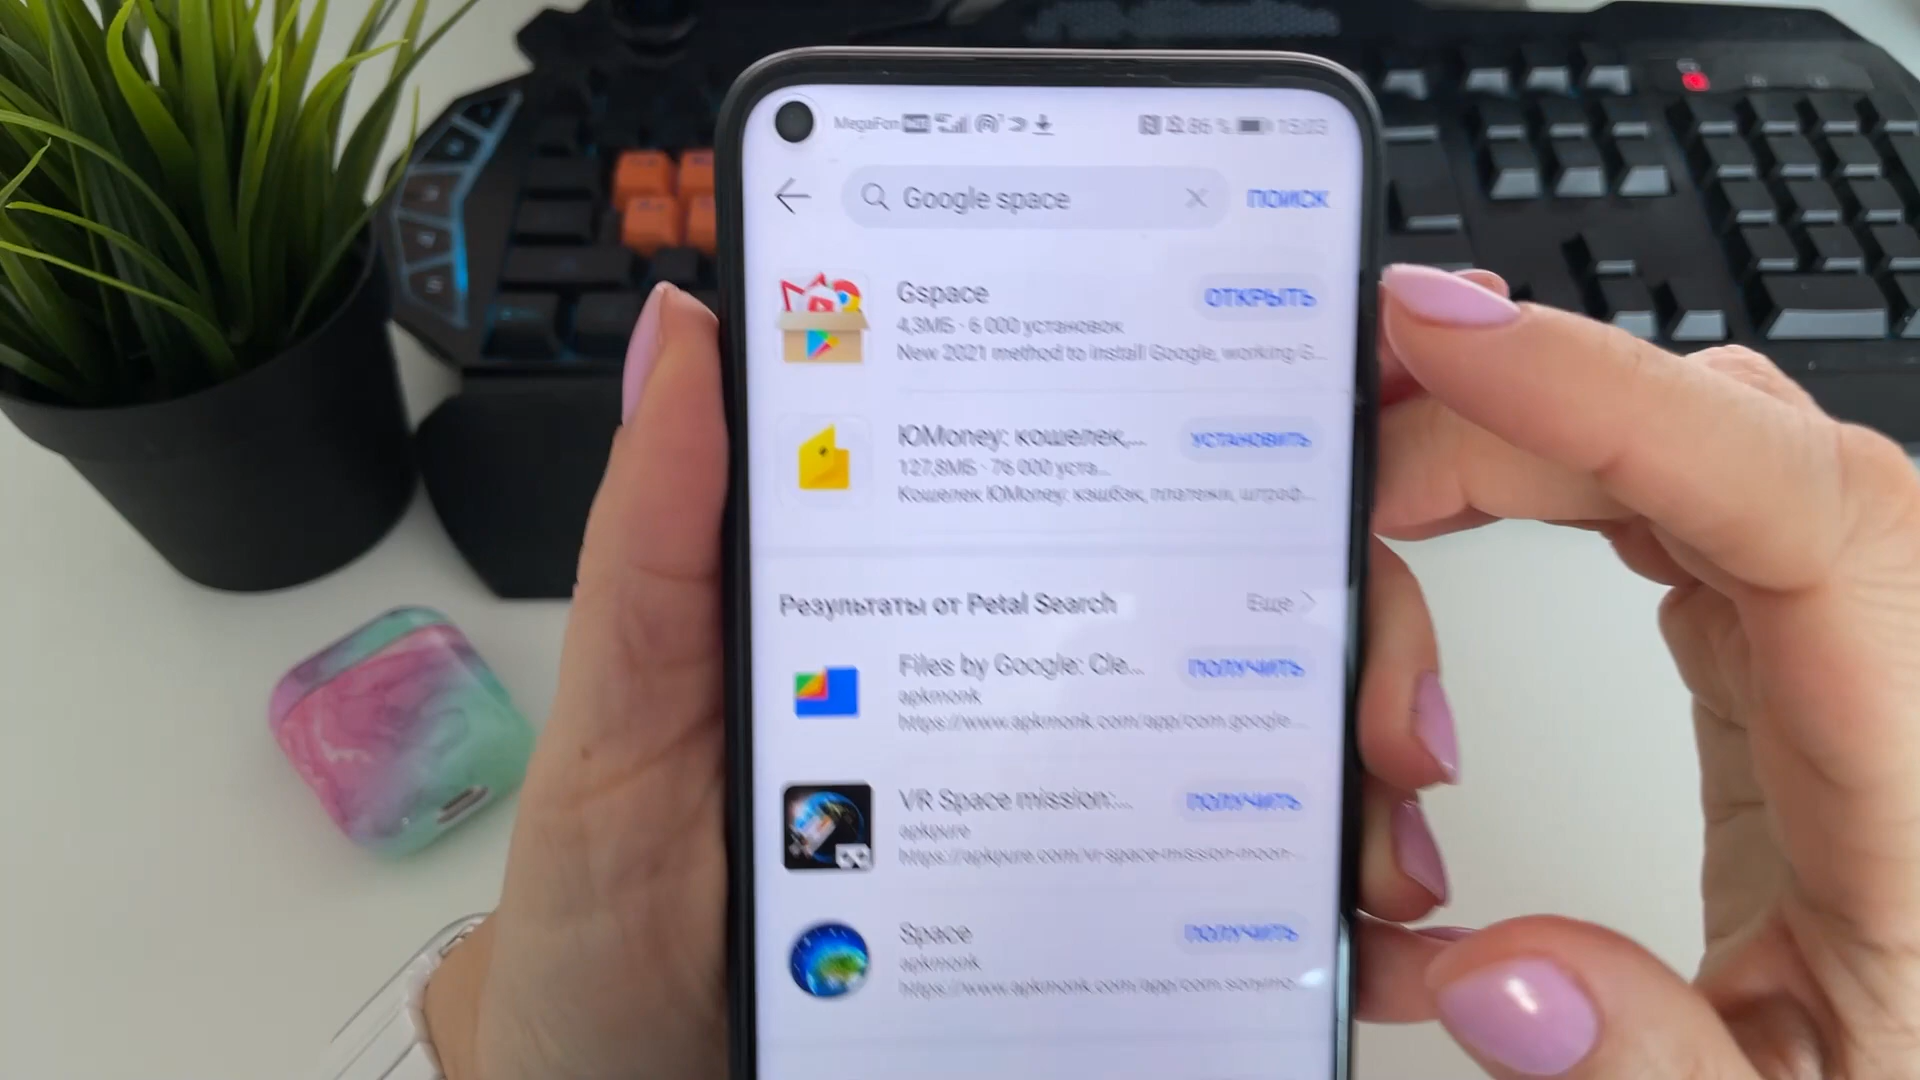 MegaFon 86 % 15:03
Google space ПОИСК
Gspace
ОТКРЫТЬ
4,3МБ · 6 000 установок
New 2021 method to install Google, working G...
ЮMoney: кошелек,...
УСТАНОВИТЬ
127,8МБ · 76 000 уста...
Кошелек ЮMoney: кэшбэк, платежи, штраф...
Результаты от Petal Search Еще
Files by Google: Cle...
ПОЛУЧИТЬ
apkmonk
https://www.apkmonk.com/app/com.google...
VR Space mission:...
ПОЛУЧИТЬ
apkpure
https://apkpure.com/vr-space-mission-moon-...
Space
ПОЛУЧИТЬ
apkmonk
https://www.apkmonk.com/app/com.sonymo...